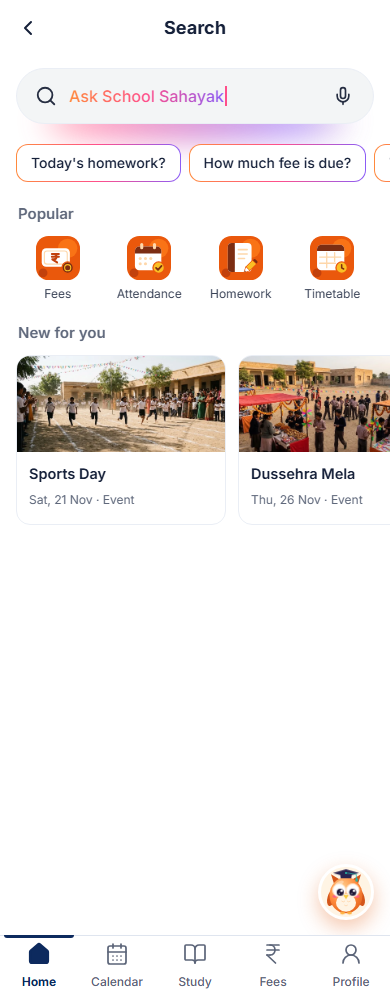 Search
Ask School Sahayak
Today's homework?
How much fee is due?
Popular
₹
Fees
Attendance
Homework
Timetable
New for you
Sports Day
Sat, 21 Nov · Event
Dussehra Mela
Thu, 26 Nov · Event
Home
Calendar
Study
₹
Fees
Profile